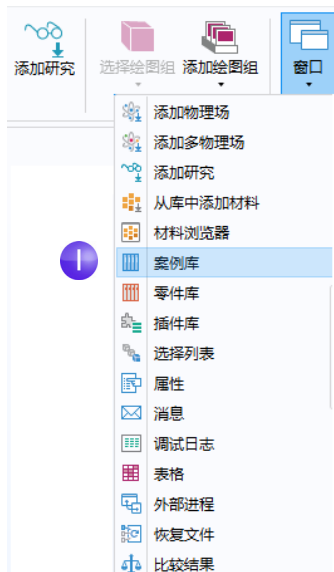 添加研究 选择绘图组 添加绘图组 窗口
添加物理场
添加多物理场
添加研究
从库中添加材料
材料浏览器
I 案例库
零件库
插件库
选择列表
属性
消息
调试日志
表格
外部进程
恢复文件
比较结果